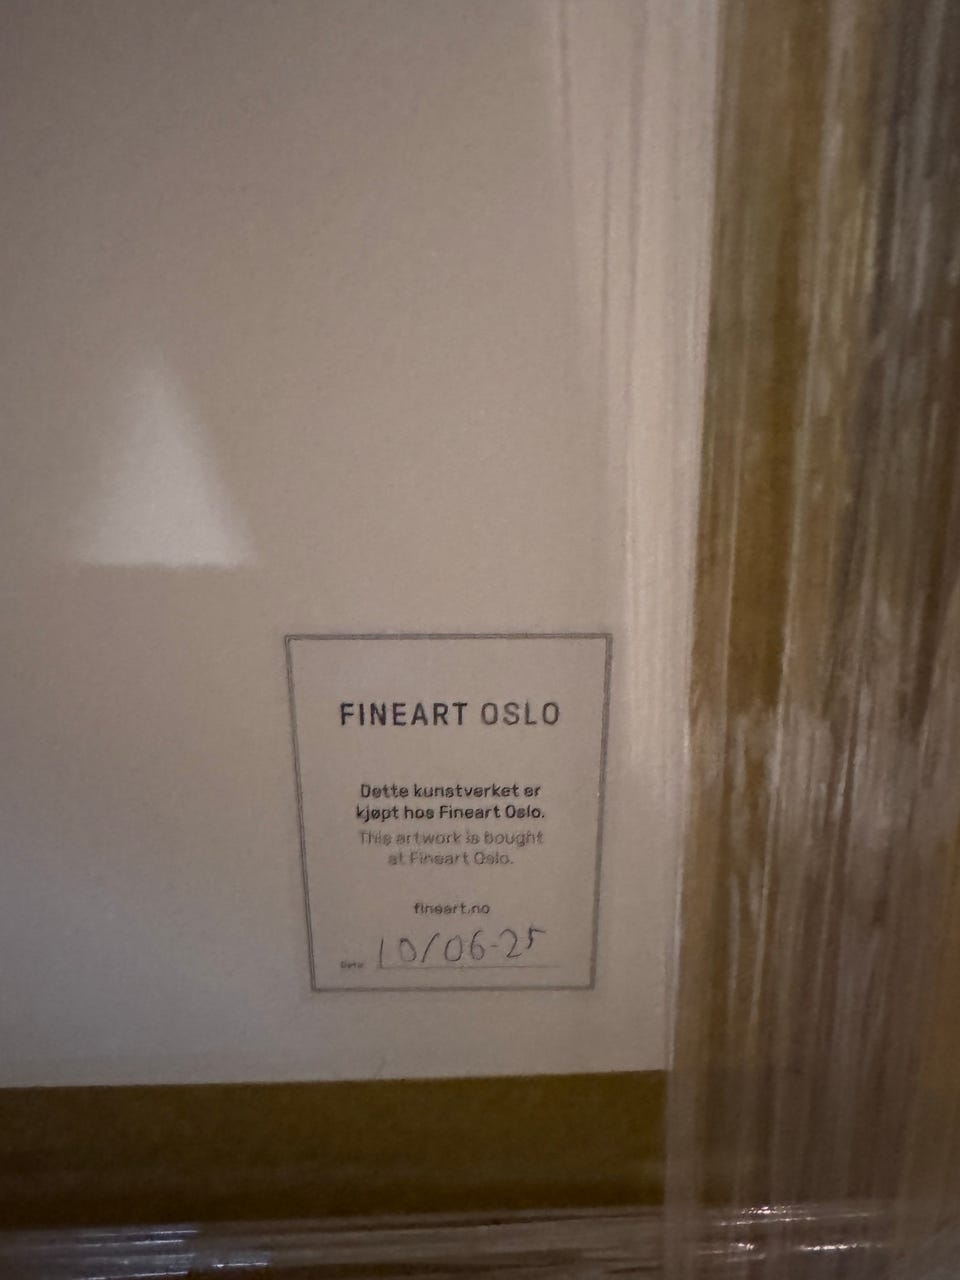 FINEART OSLO
Dette kunstverket er
kjøpt hos Fineart Oslo.
This artwork is bought
at Fineart Oslo.
fineart.no
Dato: 10/06-25